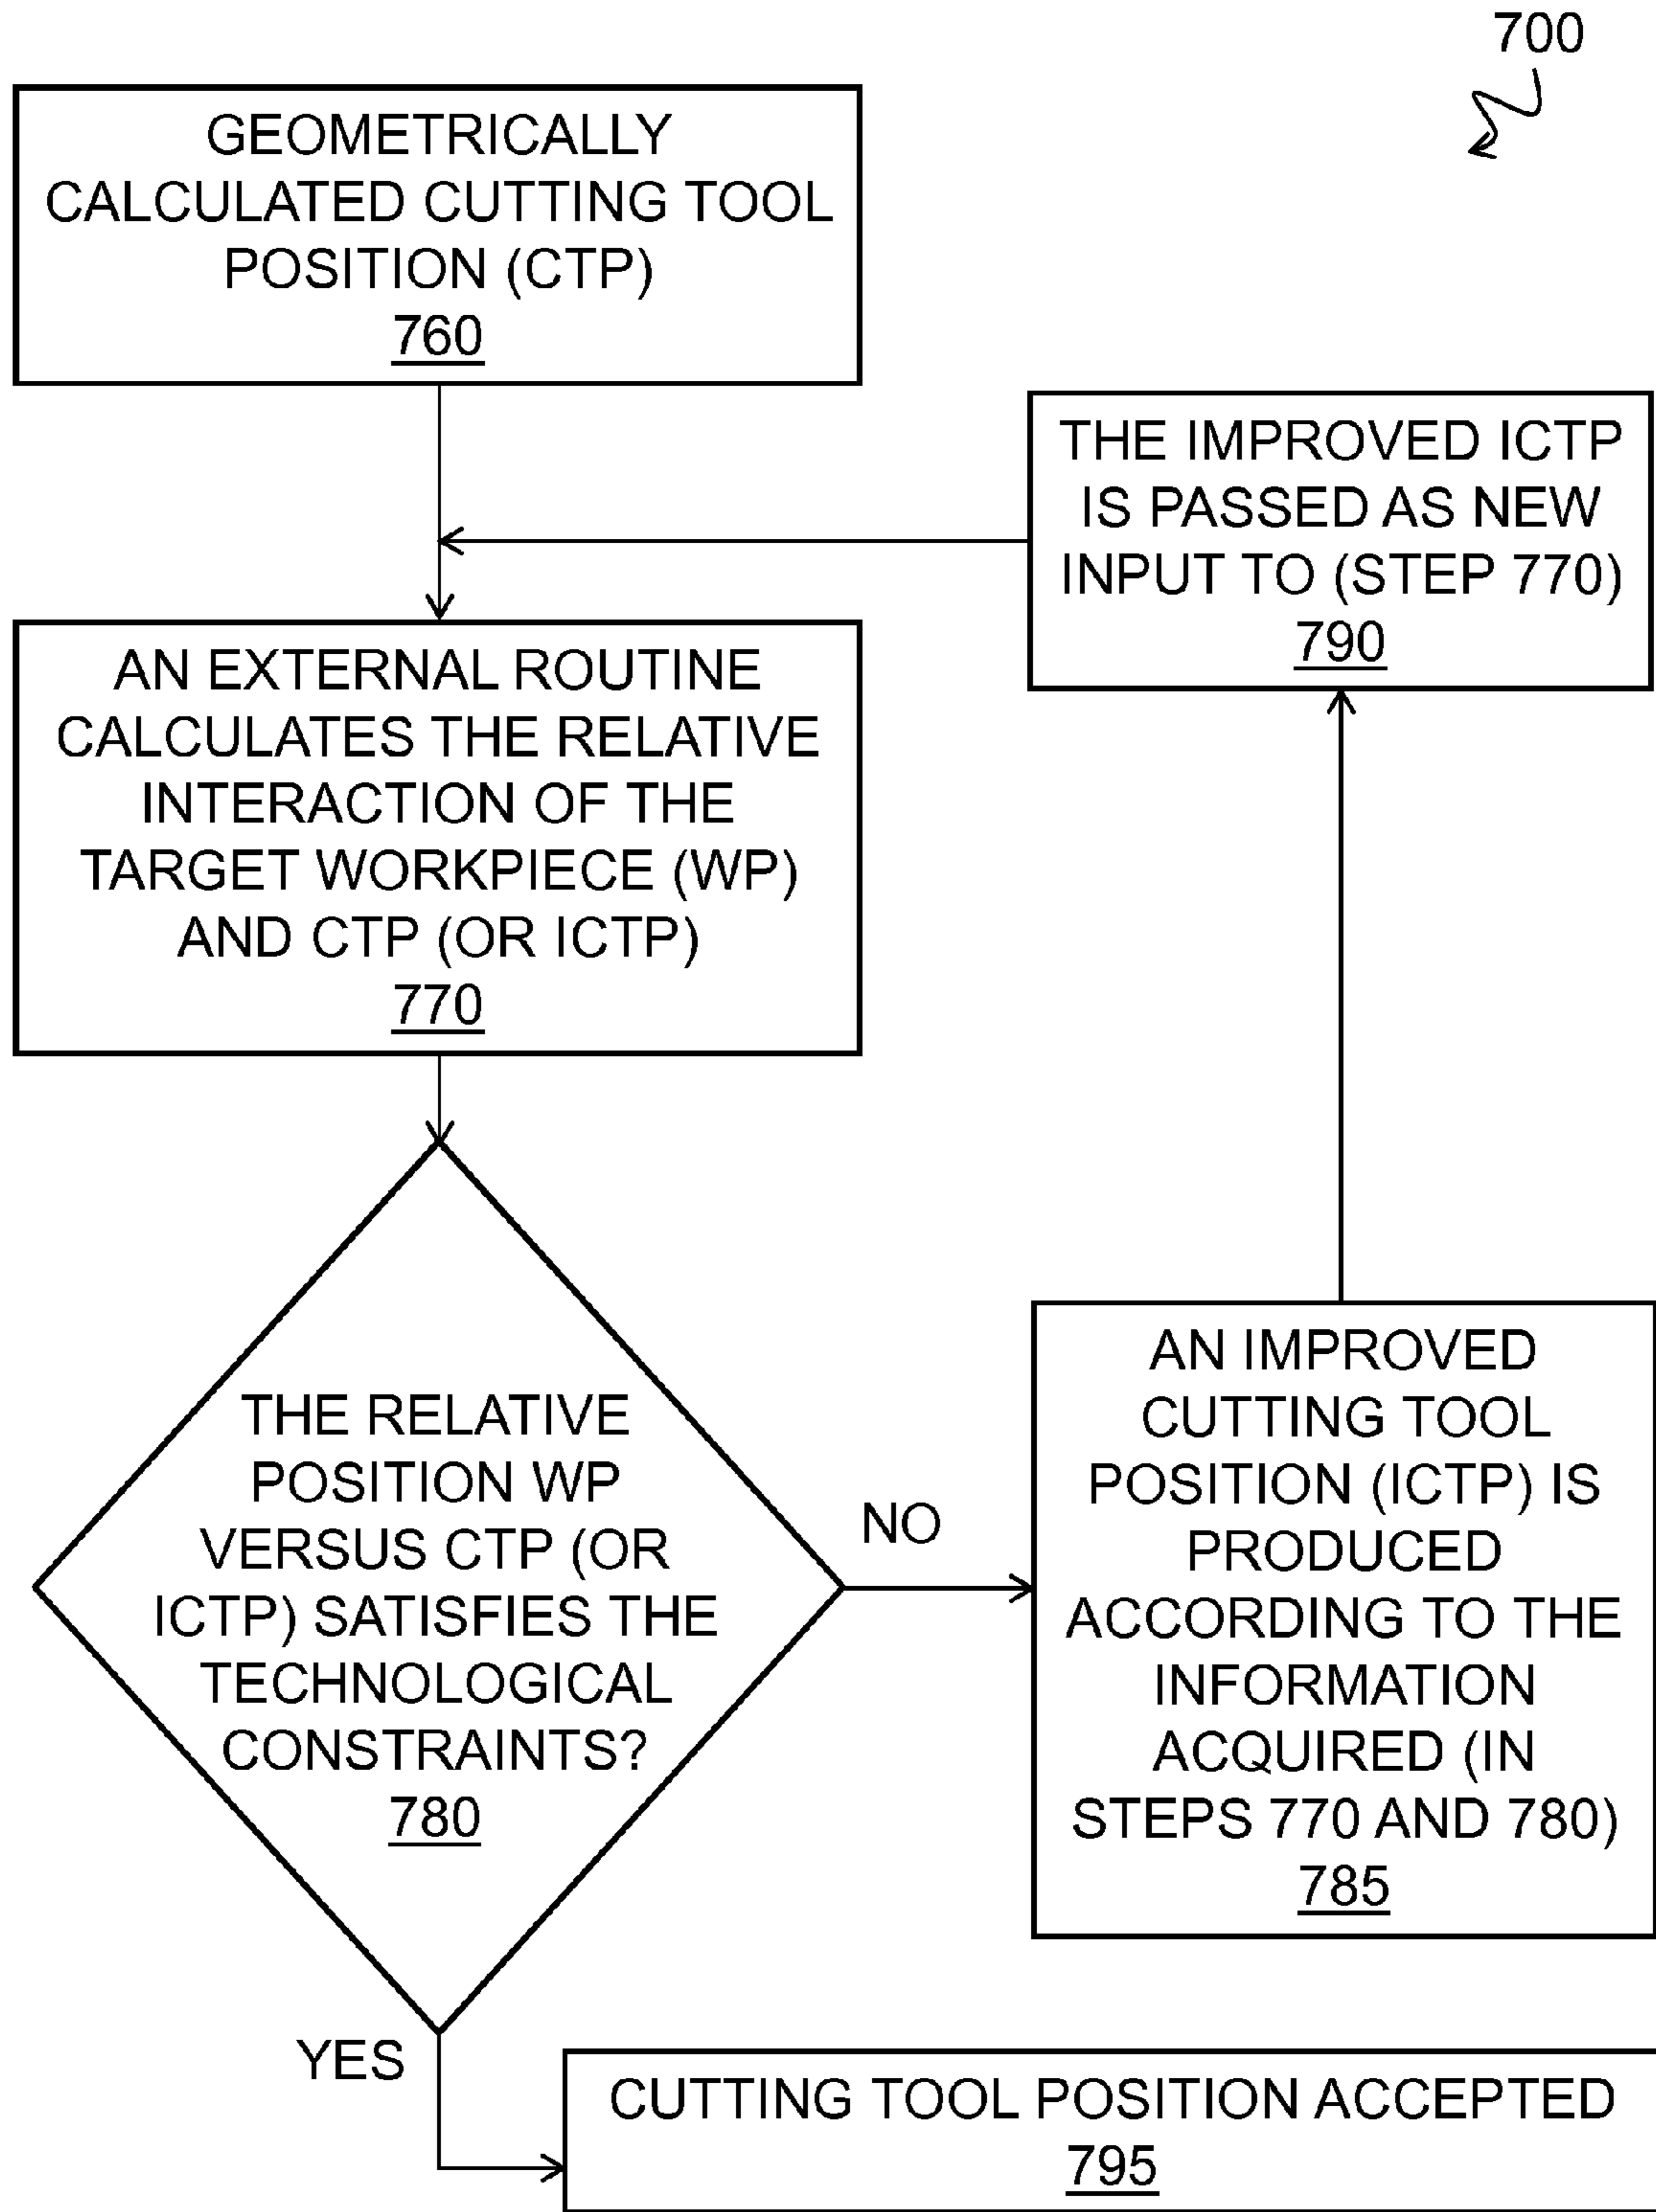 700
GEOMETRICALLY
CALCULATED CUTTING TOOL
POSITION (CTP)
760
THE IMPROVED ICTP
IS PASSED AS NEW
INPUT TO (STEP 770)
790
AN EXTERNAL ROUTINE
CALCULATES THE RELATIVE
INTERACTION OF THE
TARGET WORKPIECE (WP)
AND CTP (OR ICTP)
770
THE RELATIVE
POSITION WP
VERSUS CTP (OR
ICTP) SATISFIES THE
TECHNOLOGICAL
CONSTRAINTS?
780
NO
AN IMPROVED
CUTTING TOOL
POSITION (ICTP) IS
PRODUCED
ACCORDING TO THE
INFORMATION
ACQUIRED (IN
STEPS 770 AND 780)
785
YES
CUTTING TOOL POSITION ACCEPTED
795